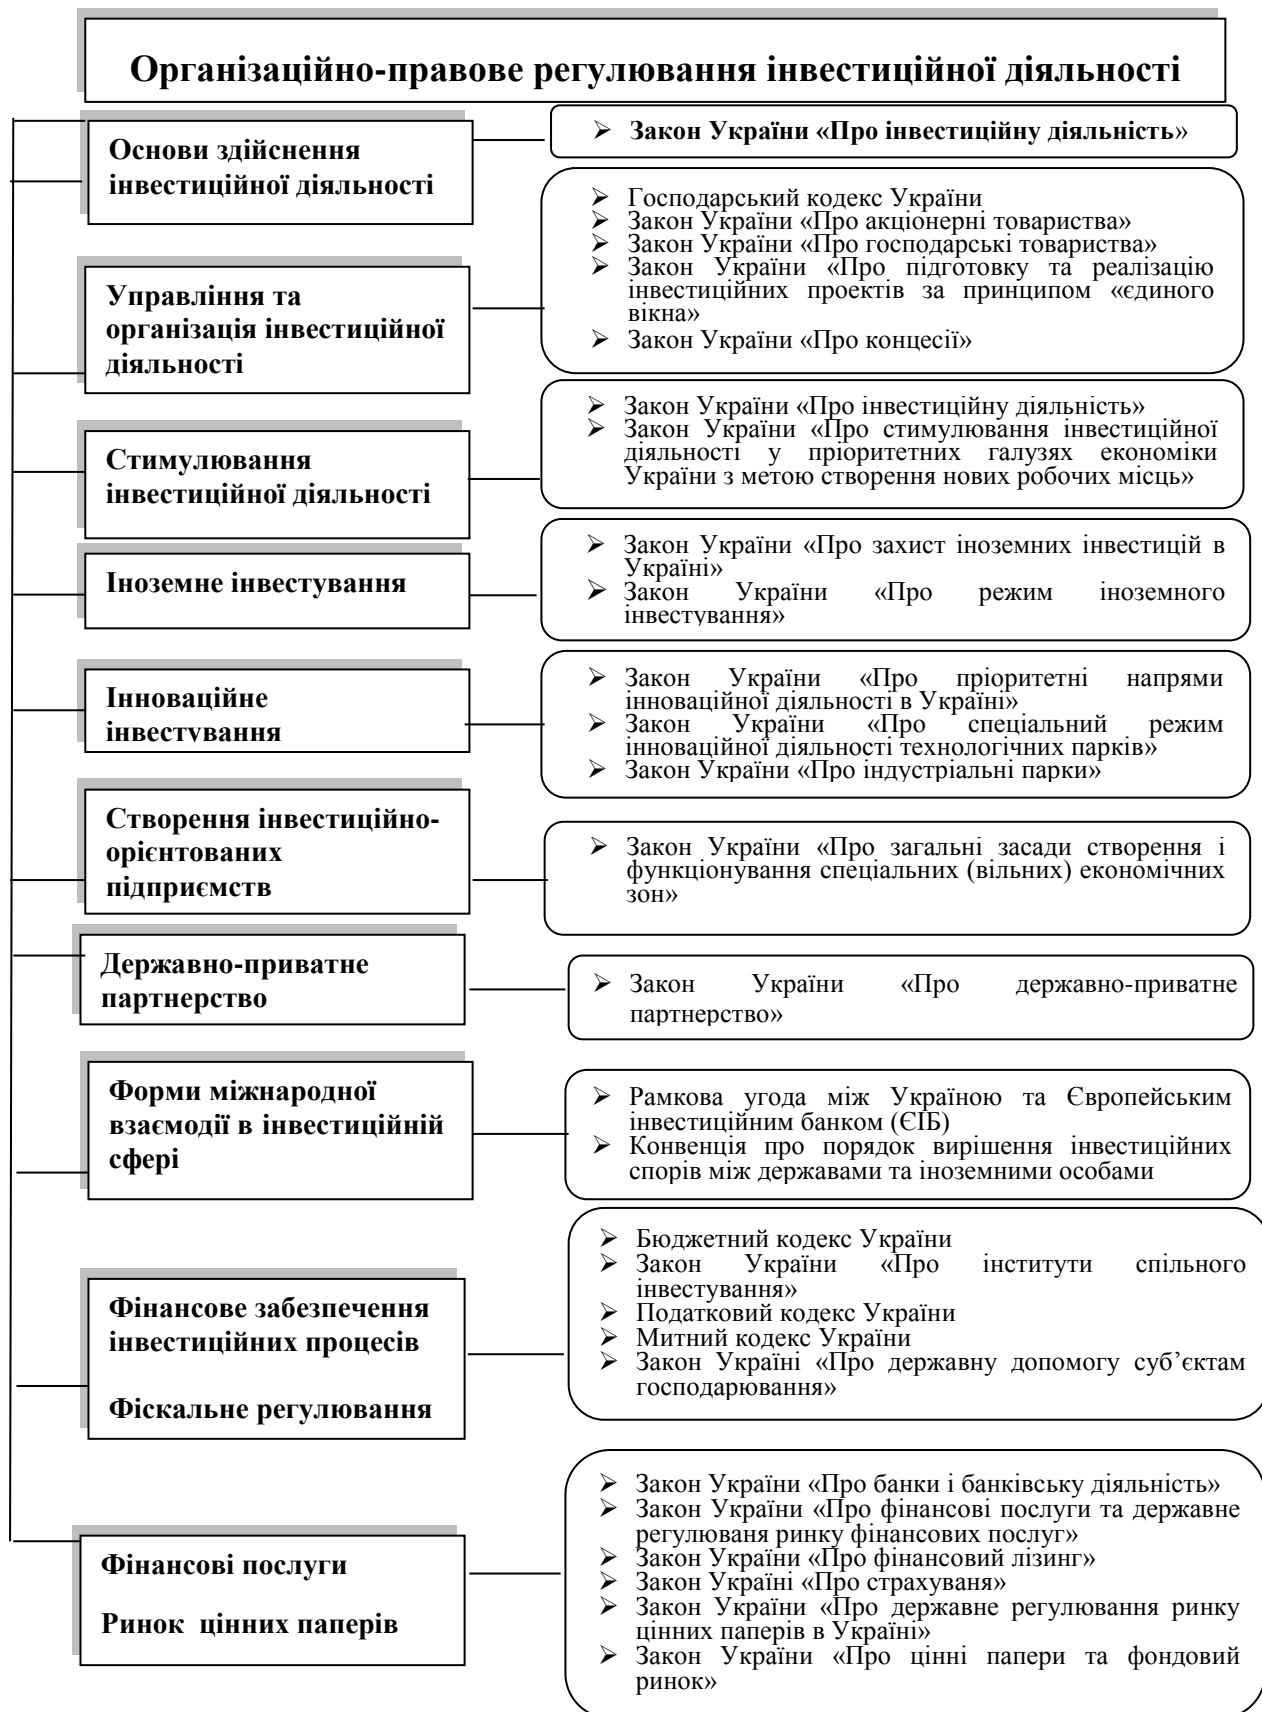 Організаційно-правове регулювання інвестиційної діяльності
Основи здійснення
інвестиційної діяльності
➢ Закон України «Про інвестиційну діяльність»
Управління та
організація інвестиційної
діяльності
➢ Господарський кодекс України
➢ Закон України «Про акціонерні товариства»
➢ Закон України «Про господарські товариства»
➢ Закон України «Про підготовку та реалізацію
інвестиційних проектів за принципом «єдиного
вікна»
➢ Закон України «Про концесії»
Стимулювання
інвестиційної діяльності
➢ Закон України «Про інвестиційну діяльність»
➢ Закон України «Про стимулювання інвестиційної
діяльності у пріоритетних галузях економіки
України з метою створення нових робочих місць»
Іноземне інвестування
➢ Закон України «Про захист іноземних інвестицій в
Україні»
➢ Закон України «Про режим іноземного
інвестування»
Інноваційне
інвестування
➢ Закон України «Про пріоритетні напрями
інноваційної діяльності в Україні»
➢ Закон України «Про спеціальний режим
інноваційної діяльності технологічних парків»
➢ Закон України «Про індустріальні парки»
Створення інвестиційно-
орієнтованих
підприємств
➢ Закон України «Про загальні засади створення і
функціонування спеціальних (вільних) економічних
зон»
Державно-приватне
партнерство
➢ Закон України «Про державно-приватне
партнерство»
Форми міжнародної
взаємодії в інвестиційній
сфері
➢ Рамкова угода між Україною та Європейським
інвестиційним банком (ЄІБ)
➢ Конвенція про порядок вирішення інвестиційних
спорів між державами та іноземними особами
Фінансове забезпечення
інвестиційних процесів
Фіскальне регулювання
➢ Бюджетний кодекс України
➢ Закон України «Про інститути спільного
інвестування»
➢ Податковий кодекс України
➢ Митний кодекс України
➢ Закон Україні «Про державну допомогу суб’єктам
господарювання»
Фінансові послуги
Ринок цінних паперів
➢ Закон України «Про банки і банківську діяльність»
➢ Закон України «Про фінансові послуги та державне
регулюваня ринку фінансових послуг»
➢ Закон України «Про фінансовий лізинг»
➢ Закон Україні «Про страхуваня»
➢ Закон України «Про державне регулювання ринку
цінних паперів в Україні»
➢ Закон України «Про цінні папери та фондовий
ринок»